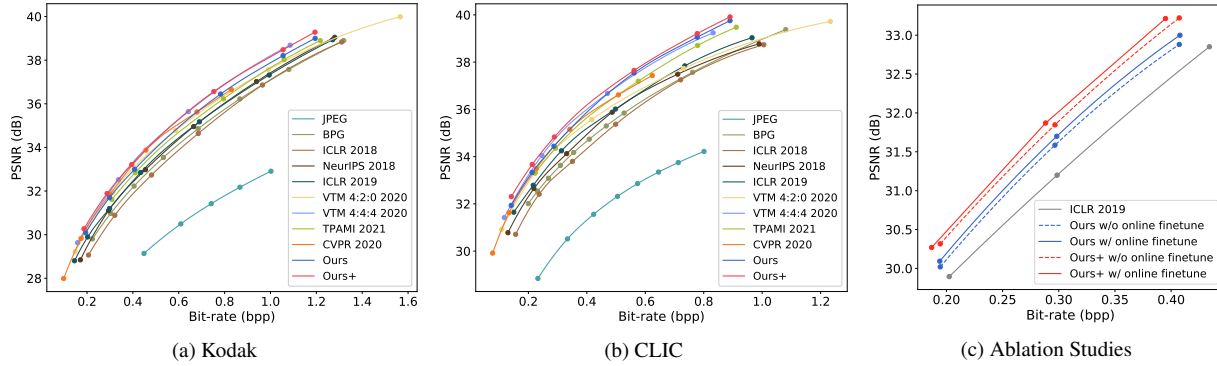 40
38
36
34
32
30
28
PSNR (dB)
0.2
0.4
0.6
0.8
1.0
1.2
1.4
1.6
Bit-rate (bpp)
JPEG
BPG
ICLR 2018
NeurIPS 2018
ICLR 2019
VTM 4:2:0 2020
VTM 4:4:4 2020
TPAMI 2021
CVPR 2020
Ours
Ours+
(a) Kodak
40
38
36
34
32
30
PSNR (dB)
0.2
0.4
0.6
0.8
1.0
1.2
Bit-rate (bpp)
JPEG
BPG
ICLR 2018
NeurIPS 2018
ICLR 2019
VTM 4:2:0 2020
VTM 4:4:4 2020
TPAMI 2021
CVPR 2020
Ours
Ours+
(b) CLIC
33.0
32.5
32.0
31.5
31.0
30.5
30.0
PSNR (dB)
0.20
0.25
0.30
0.35
0.40
Bit-rate (bpp)
ICLR 2019
Ours w/o online finetune
Ours w/ online finetune
Ours+ w/o online finetune
Ours+ w/ online finetune
(c) Ablation Studies